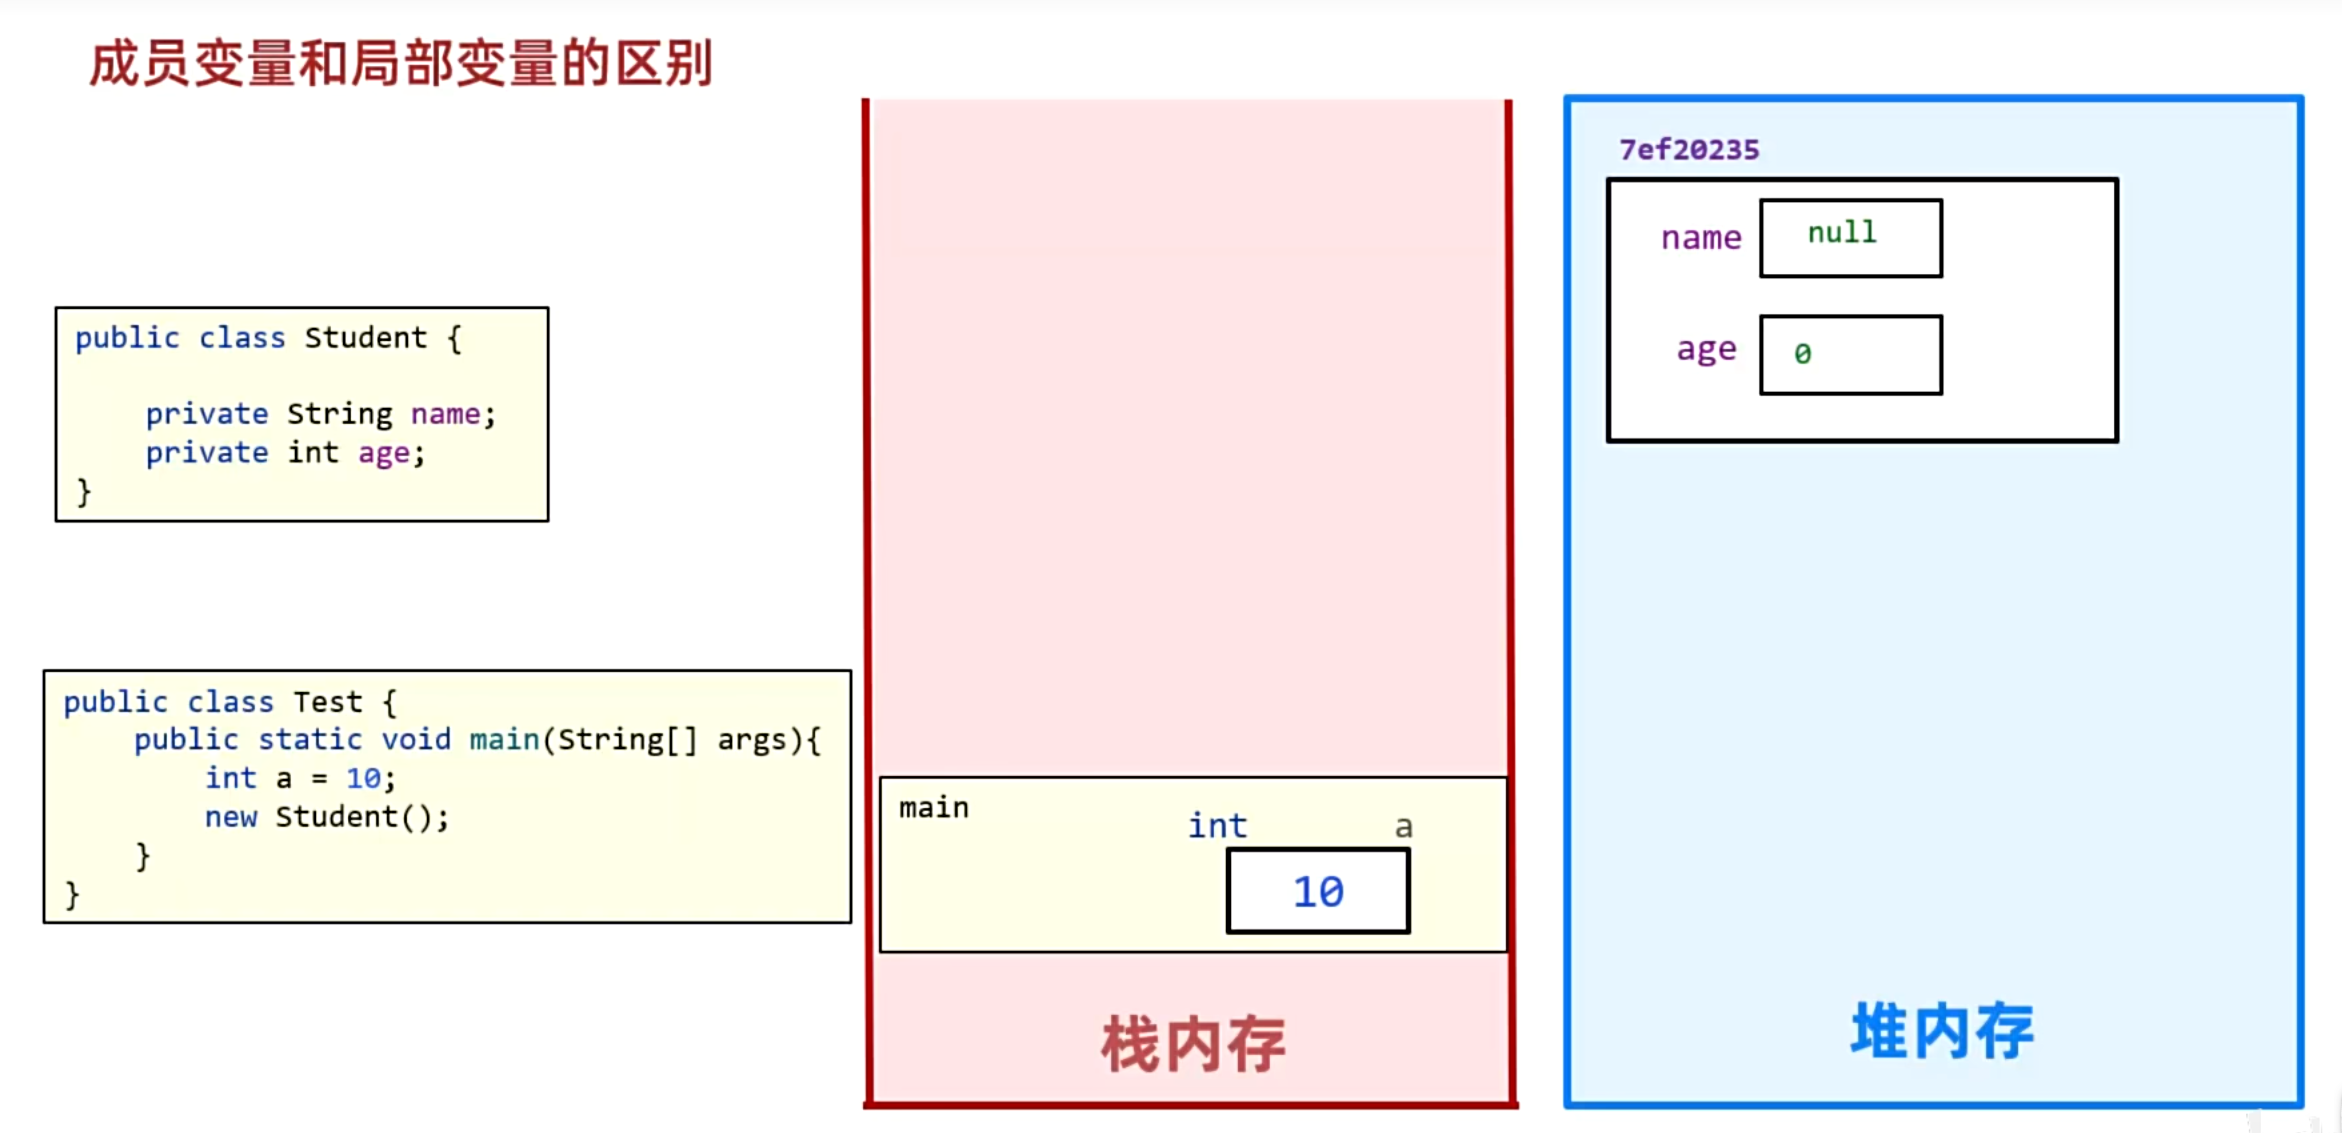 成员变量和局部变量的区别
public class Student {
private String name;
private int age;
}
public class Test {
public static void main(String[] args){
int a = 10;
new Student();
}
}
main
int a
10
栈内存
7ef20235
name null
age 0
堆内存